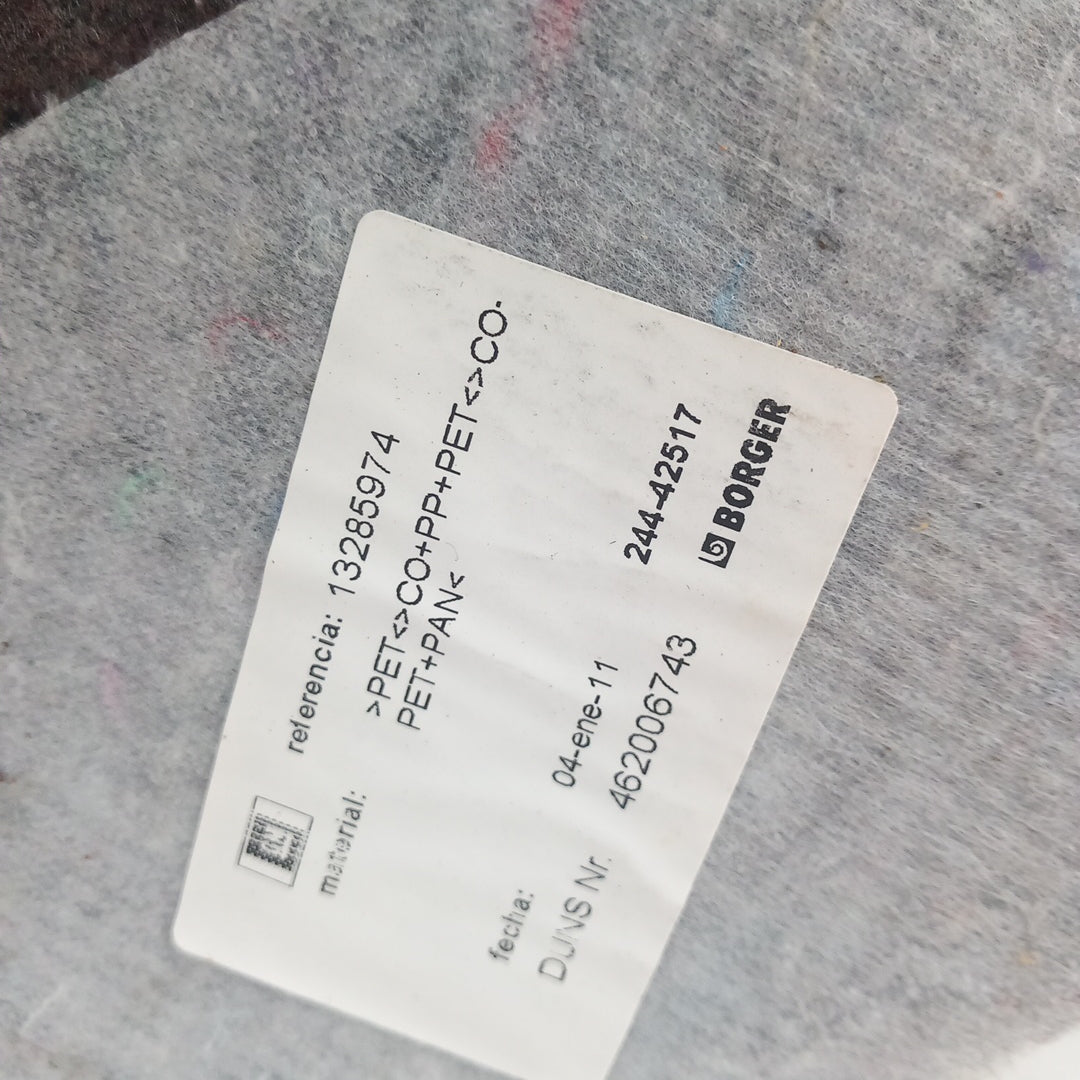 referencia: 13285974
material: >PET<>CO+PP+PET<>CO-
PET+PAN<
fecha: 04-ene-11
DUNS Nr. 462006743
244-42517
BORGER